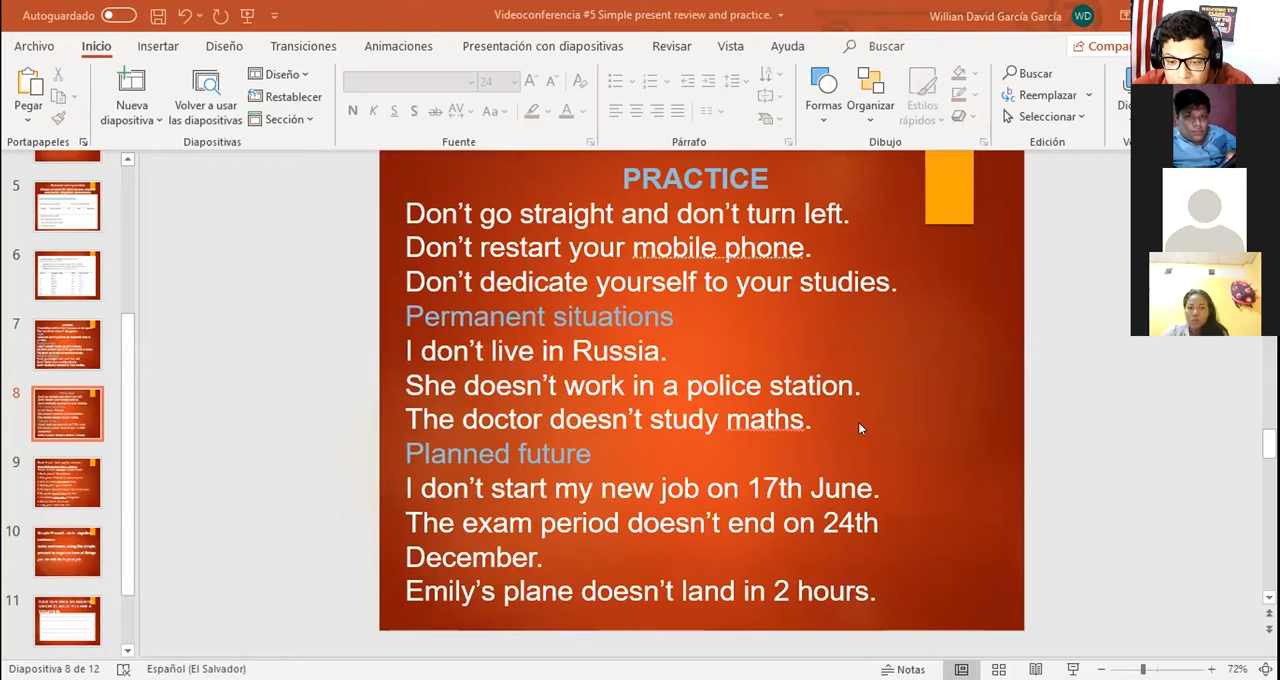 Autoguardado
Videoconferencia #5 Simple present review and practice.
Willian David García García
WD
Archivo Inicio Insertar Diseño Transiciones Animaciones Presentación con diapositivas Revisar Vista Ayuda Buscar
Compar
Pegar
Nueva diapositiva
Volver a usar las diapositivas
Diseño
Restablecer
Sección
24
N K S S ab AV Aa A
Formas
Organizar
Estilos rápidos
Buscar
Reemplazar
Seleccionar
Portapapeles Diapositivas Fuente Párrafo Dibujo Edición
5
6
7
8
9
10
11
PRACTICE
Don’t go straight and don’t turn left.
Don’t restart your mobile phone.
Don’t dedicate yourself to your studies.
Permanent situations
I don’t live in Russia.
She doesn’t work in a police station.
The doctor doesn’t study maths.
Planned future
I don’t start my new job on 17th June.
The exam period doesn’t end on 24th
December.
Emily’s plane doesn’t land in 2 hours.
Diapositiva 8 de 12 Español (El Salvador) Notas 72%